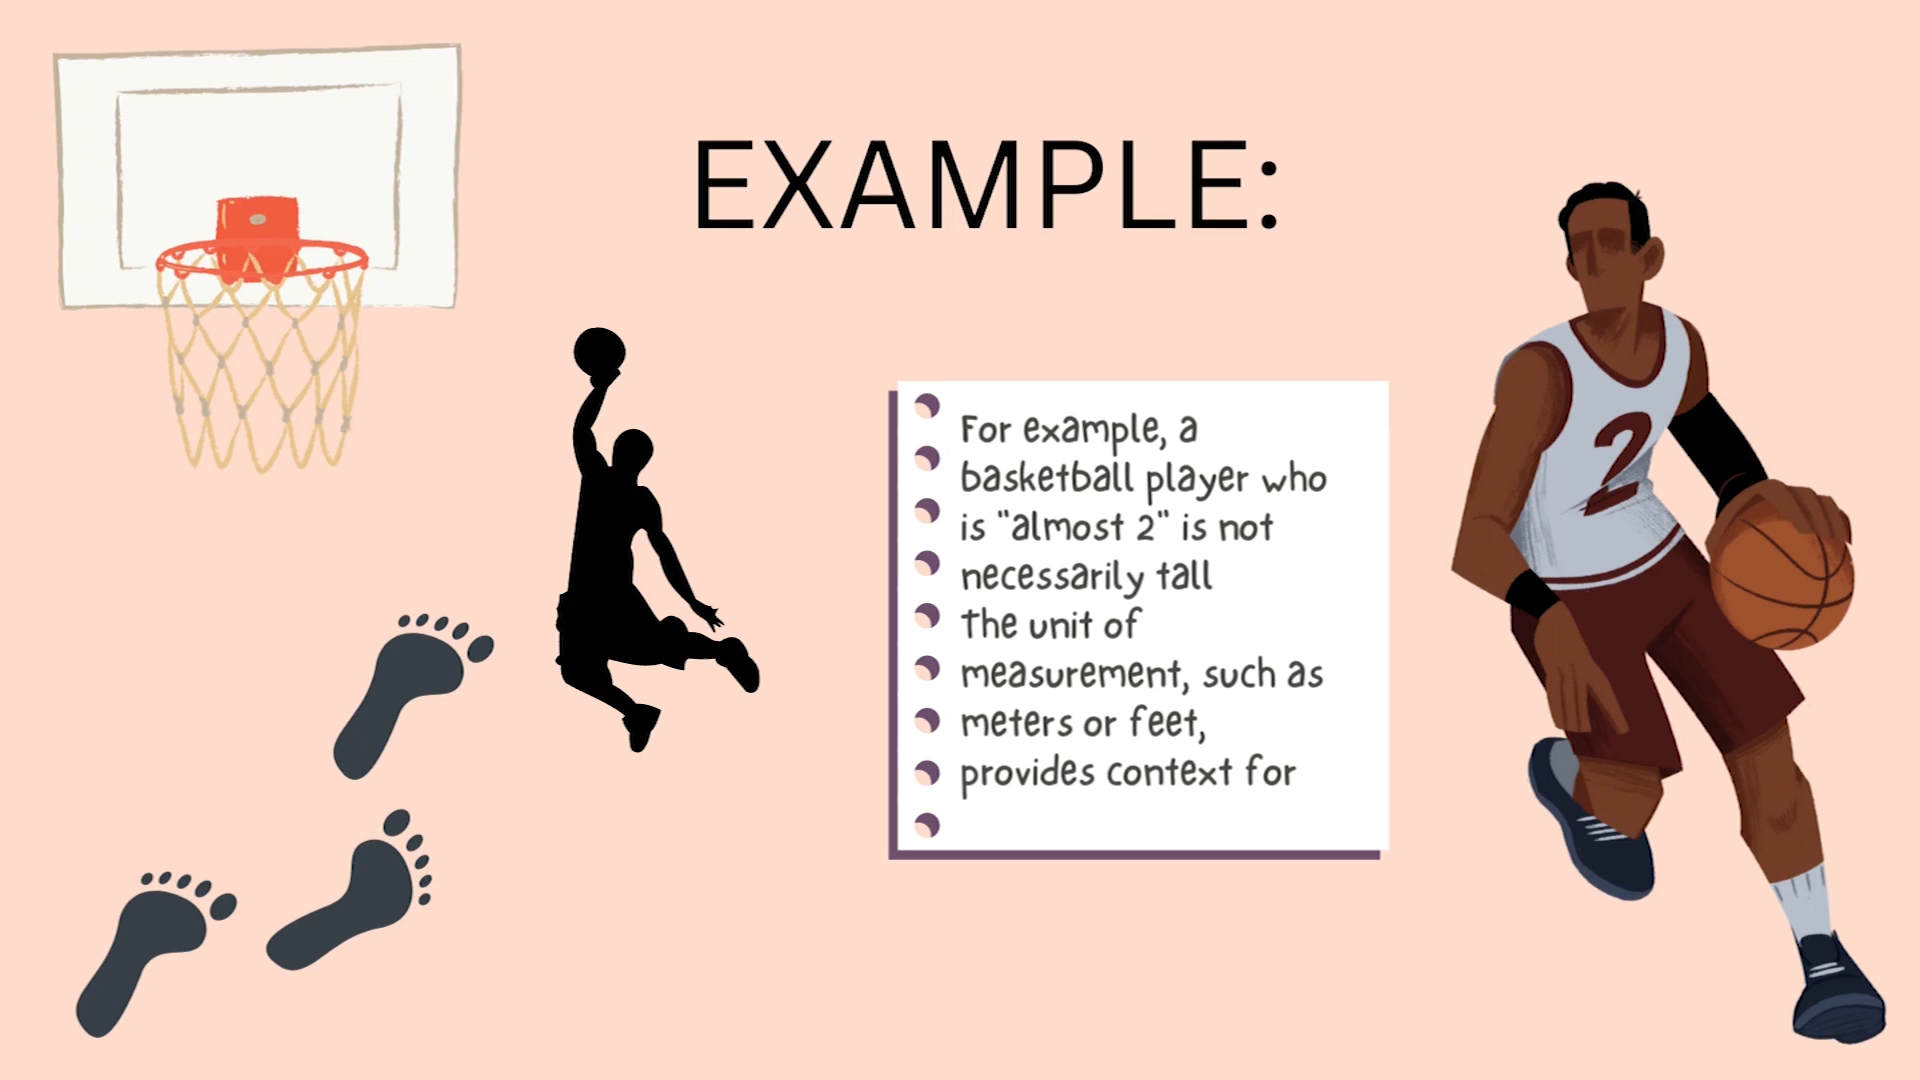 EXAMPLE:
For example, a
basketball player who
is "almost 2" is not
necessarily tall
the unit of
measurement, such as
meters or feet,
provides context for
2